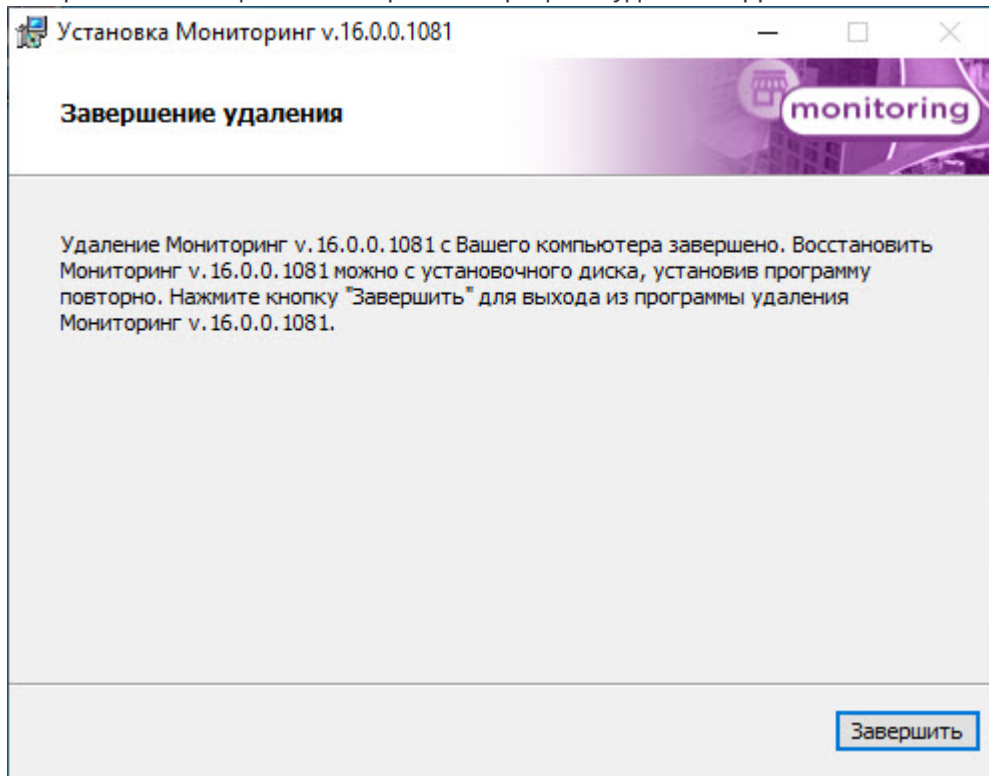 Установка Мониторинг v.16.0.0.1081
Завершение удаления
monitoring
Удаление Мониторинг v.16.0.0.1081 с Вашего компьютера завершено. Восстановить
Мониторинг v.16.0.0.1081 можно с установочного диска, установив программу
повторно. Нажмите кнопку "Завершить" для выхода из программы удаления
Мониторинг v.16.0.0.1081.
Завершить